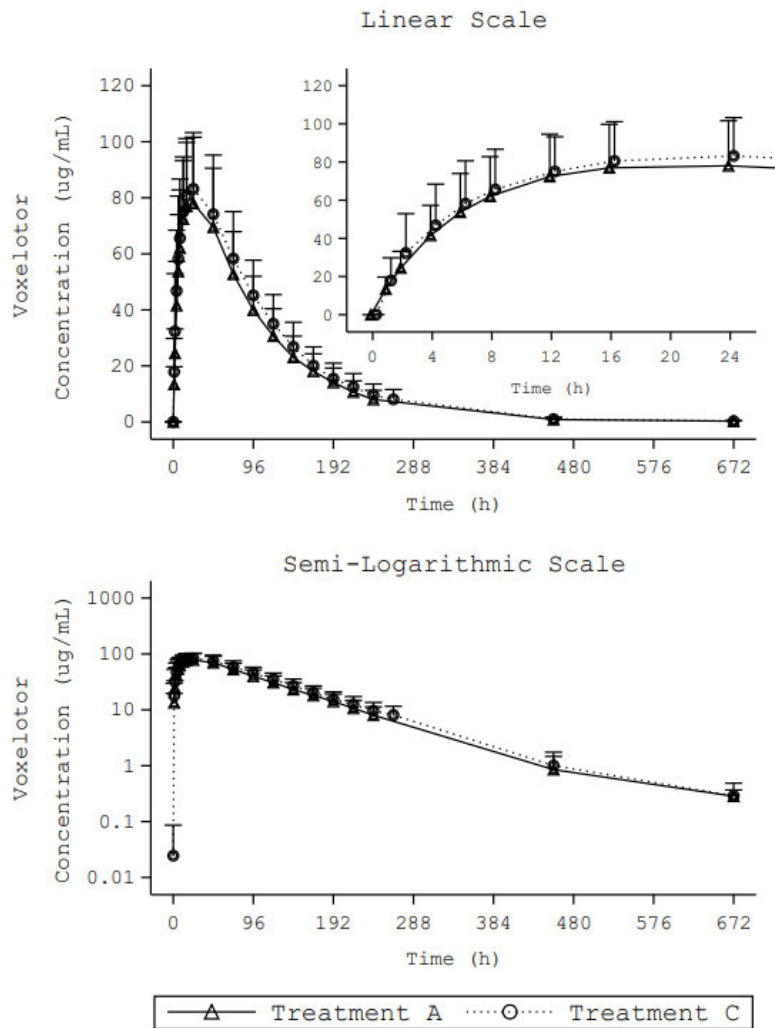 Linear Scale
Voxelotor
Concentration (ug/mL)
120
100
80
60
40
20
0
120
100
80
60
40
20
0
0 4 8 12 16 20 24
Time (h)
0 96 192 288 384 480 576 672
Time (h)
Semi-Logarithmic Scale
Voxelotor
Concentration (ug/mL)
1000
100
10
1
0.1
0.01
0 96 192 288 384 480 576 672
Time (h)
Treatment A Treatment C